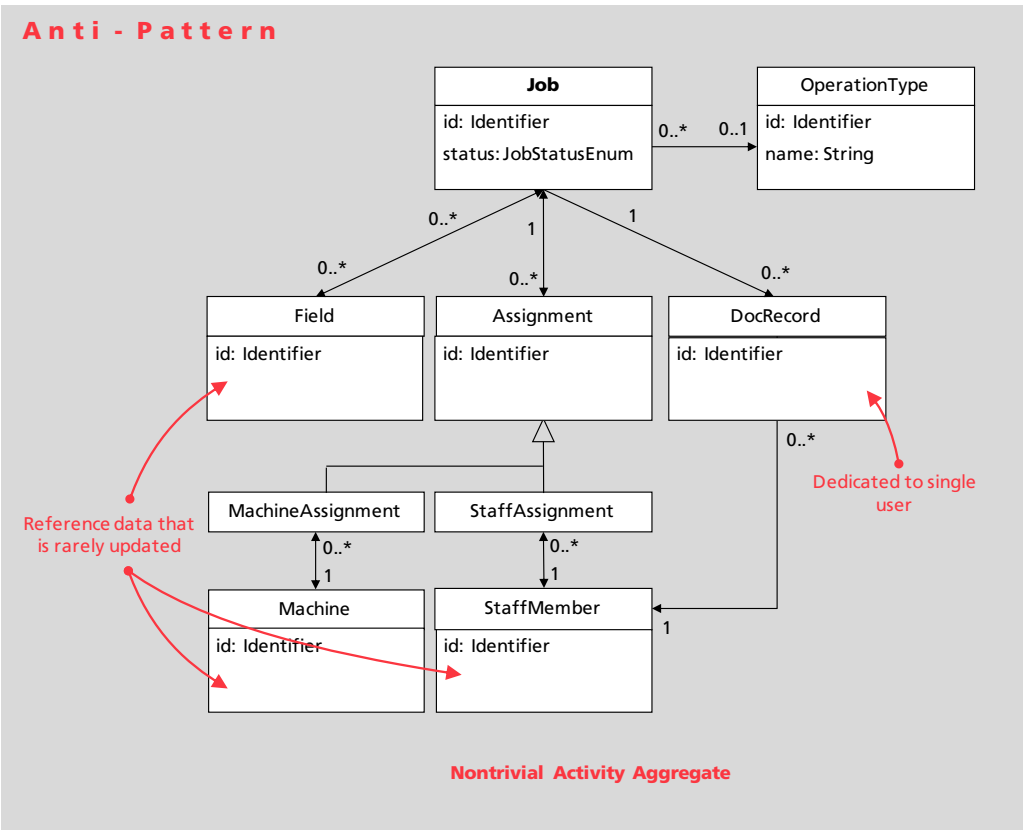 Anti - Pattern
Job
id: Identifier
status: JobStatusEnum
OperationType
id: Identifier
name: String
0..*
0..1
0..*
0..*
1
0..*
1
0..*
Field
id: Identifier
Assignment
id: Identifier
DocRecord
id: Identifier
0..*
Dedicated to single
user
Reference data that
is rarely updated
MachineAssignment
StaffAssignment
0..*
1
0..*
1
Machine
id: Identifier
StaffMember
id: Identifier
1
Nontrivial Activity Aggregate